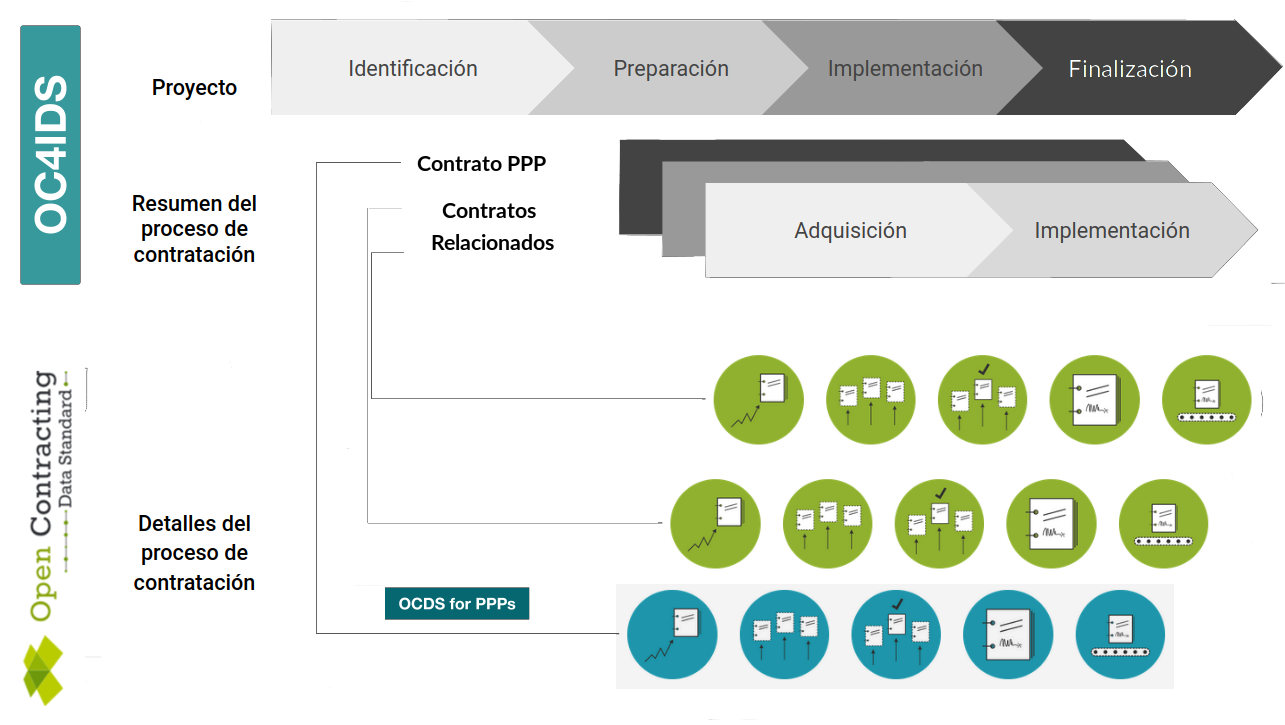 OC4IDS
Proyecto
Identificación
Preparación
Implementación
Finalización
Resumen del
proceso de
contratación
Contrato PPP
Contratos
Relacionados
Adquisición
Implementación
Open Contracting
Data Standard
Detalles del
proceso de
contratación
OCDS for PPPs